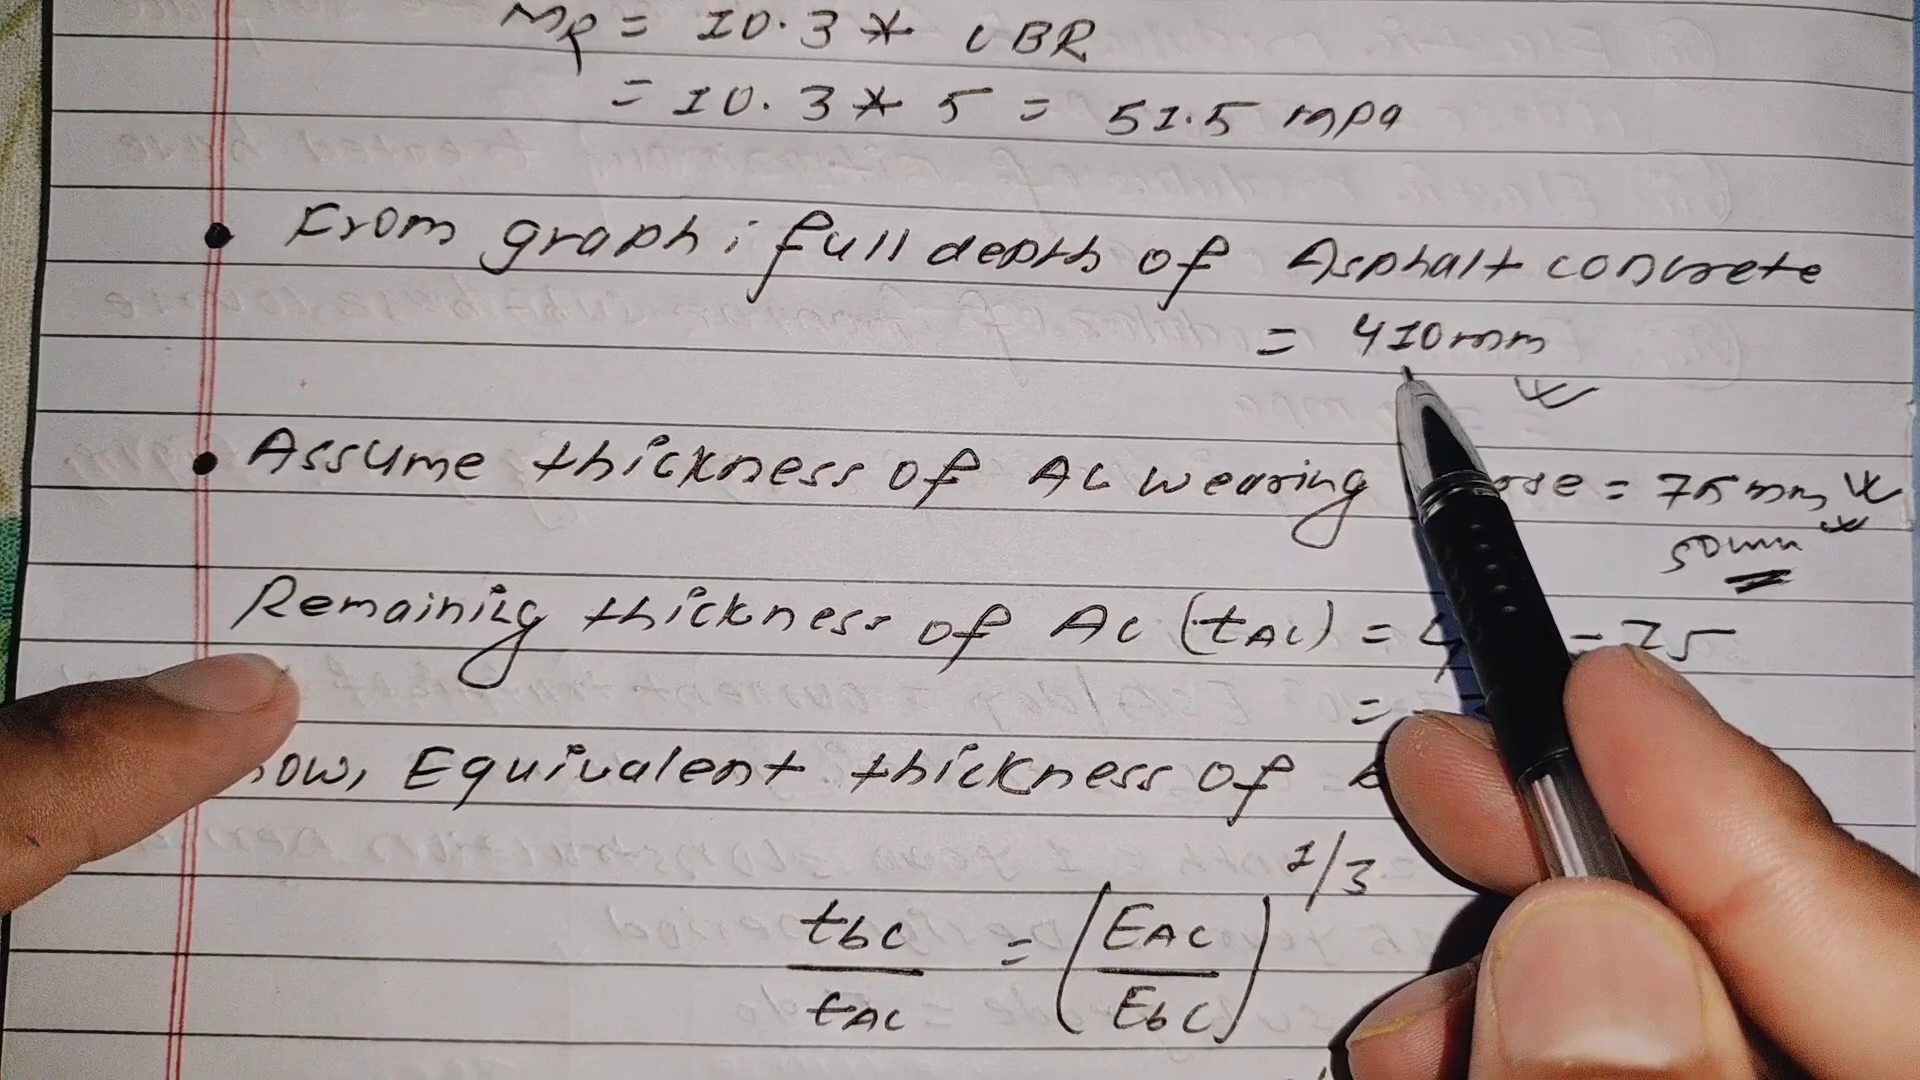 MR = 10.3 * CBR
= 10.3 * 5 = 51.5 mpa
• From graph; full depth of Asphalt concrete
= 410mm
• Assume thickness of AC wearing = 75mm
50mm
Remaining thickness of AC (tAC) = - 75
=
Now, Equivalent thickness of
tbC / tAC = (EAC / EbC)^1/3